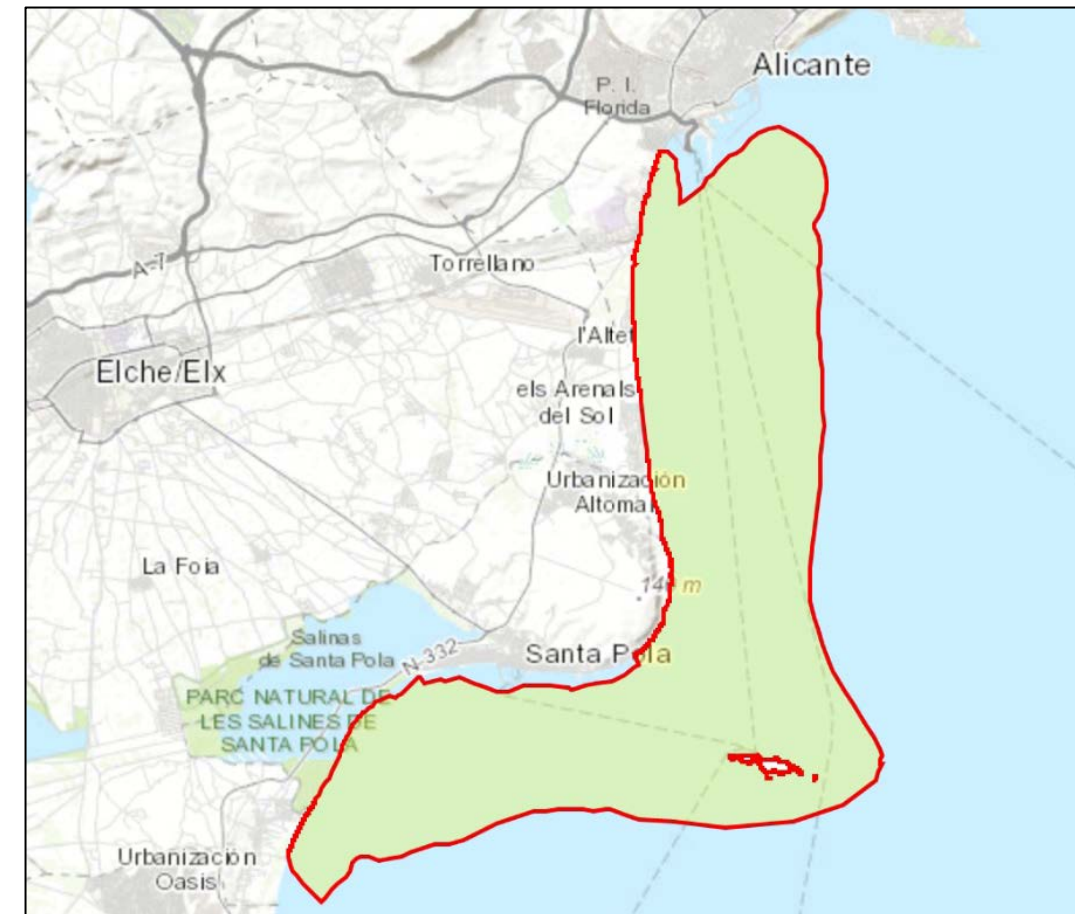 Alicante
P. I.
Florida
A-7
Torrellano
l'Altet
Elche/Elx
els Arenals
del Sol
Urbanización
Altomar
La Foia
m
Salinas
de Santa Pola
N-332
Santa Pola
PARC NATURAL DE
LES SALINES DE
SANTA POLA
Urbanización
Oasis